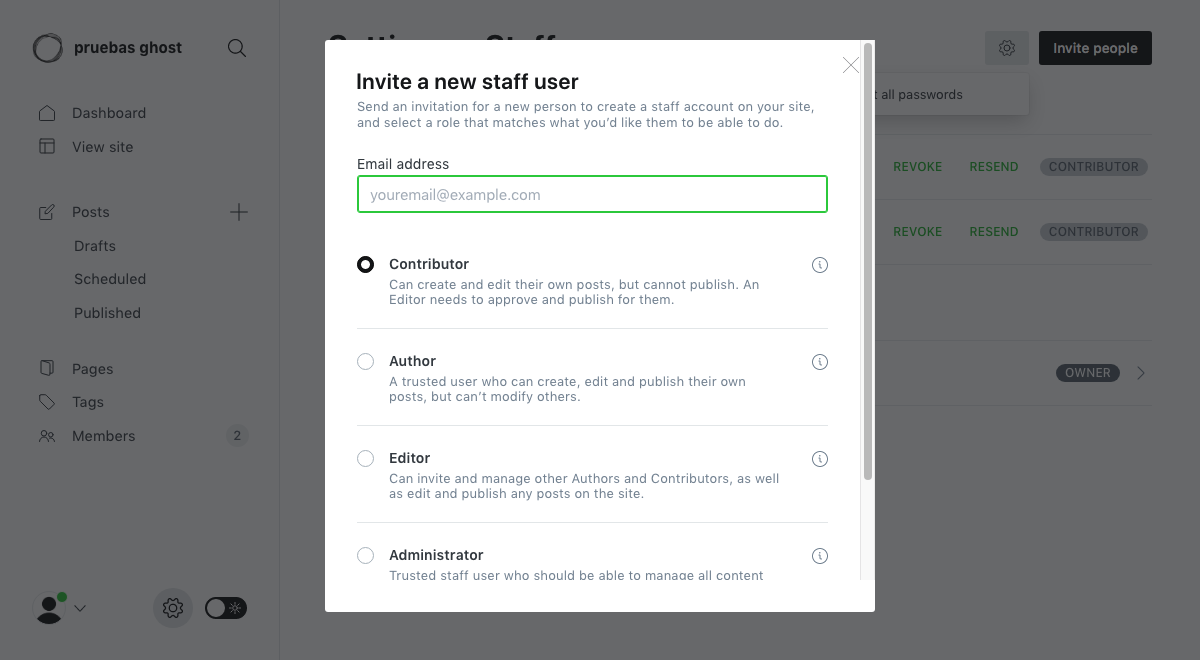 pruebas ghost
Dashboard
View site
Posts
Drafts
Scheduled
Published
Pages
Tags
Members
2
Invite people
all passwords
REVOKE
RESEND
CONTRIBUTOR
REVOKE
RESEND
CONTRIBUTOR
OWNER
Invite a new staff user
Send an invitation for a new person to create a staff account on your site,
and select a role that matches what you’d like them to be able to do.
Email address
youremail@example.com
Contributor
Can create and edit their own posts, but cannot publish. An
Editor needs to approve and publish for them.
Author
A trusted user who can create, edit and publish their own
posts, but can’t modify others.
Editor
Can invite and manage other Authors and Contributors, as well
as edit and publish any posts on the site.
Administrator
Trusted staff user who should be able to manage all content